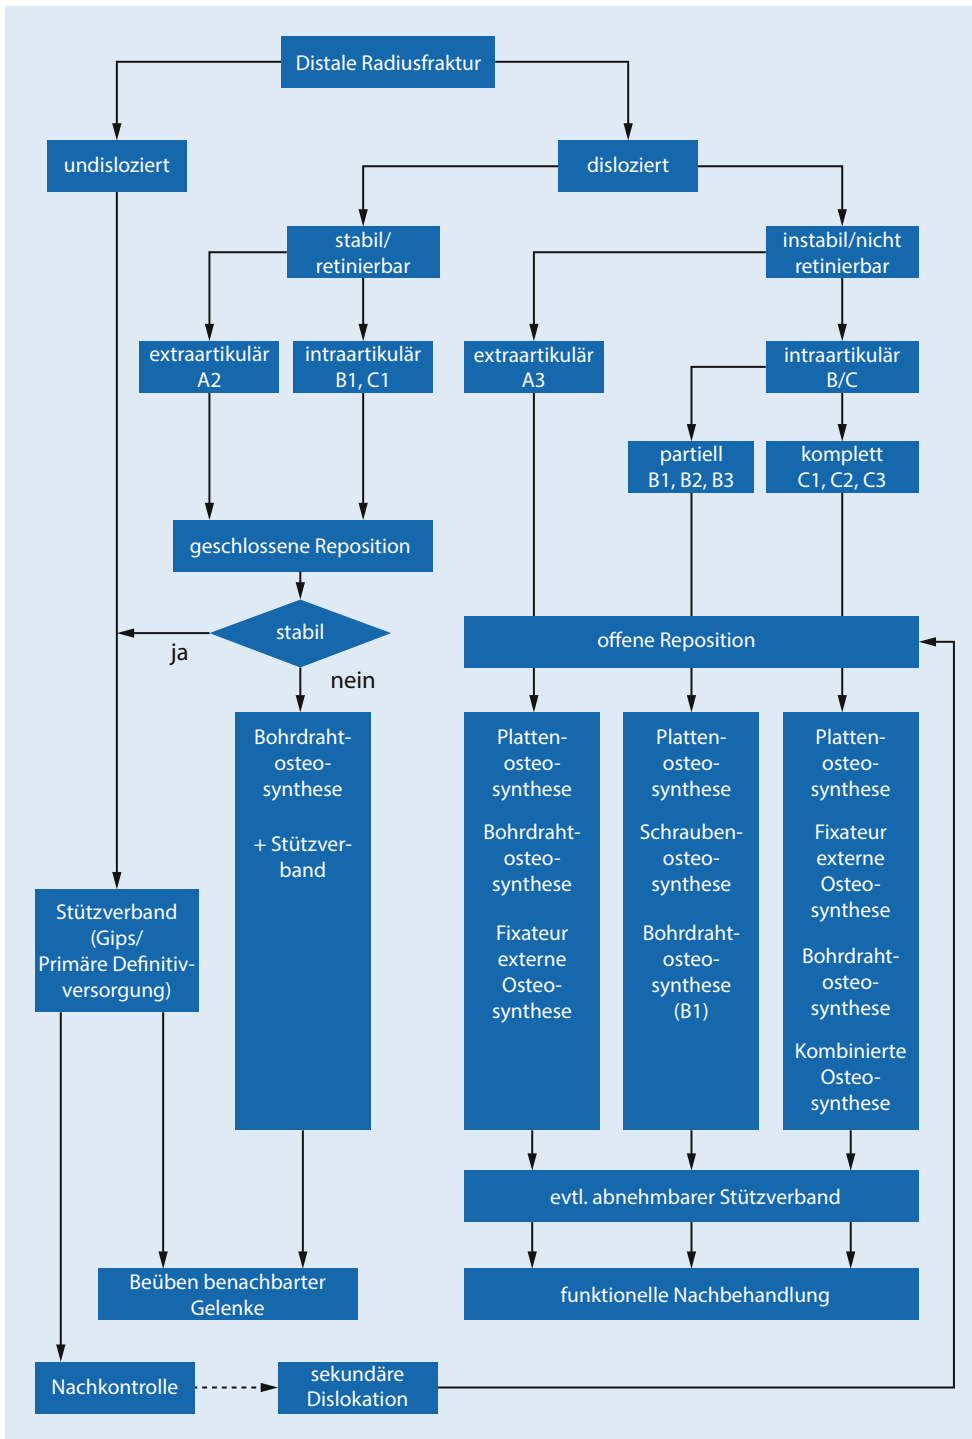 Distale Radiusfraktur
undisloziert
disloziert
stabil/
retinierbar
instabil/nicht
retinierbar
extraartikulär
A2
intraartikulär
B1, C1
extraartikulär
A3
intraartikulär
B/C
partiell
B1, B2, B3
komplett
C1, C2, C3
geschlossene Reposition
stabil
ja
nein
offene Reposition
Bohrdraht-
osteo-
synthese
+ Stützver-
band
Platten-
osteo-
synthese
Bohrdraht-
osteo-
synthese
Fixateur
externe
Osteo-
synthese
Platten-
osteo-
synthese
Schrauben-
osteo-
synthese
Bohrdraht-
osteo-
synthese
(B1)
Platten-
osteo-
synthese
Fixateur
externe
Osteo-
synthese
Bohrdraht-
osteo-
synthese
Kombinierte
Osteo-
synthese
Stützverband
(Gips/
Primäre Definitiv-
versorgung)
evtl. abnehmbarer Stützverband
Beüben benachbarter
Gelenke
funktionelle Nachbehandlung
Nachkontrolle
sekundäre
Dislokation